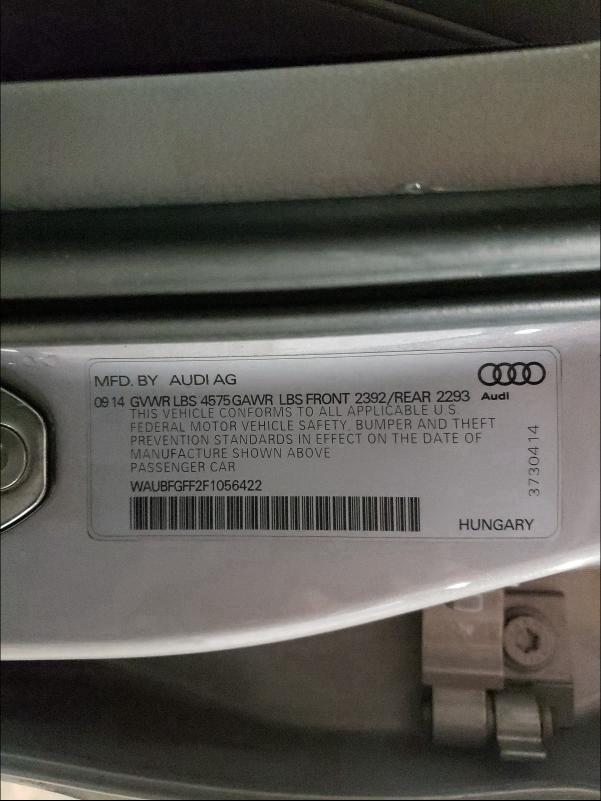 MFD. BY AUDI AG
09 14 GVWR LBS 4575 GAWR LBS FRONT 2392/REAR 2293
Audi
THIS VEHICLE CONFORMS TO ALL APPLICABLE U.S.
FEDERAL MOTOR VEHICLE SAFETY, BUMPER AND THEFT
PREVENTION STANDARDS IN EFFECT ON THE DATE OF
MANUFACTURE SHOWN ABOVE
PASSENGER CAR
WAUBFGFF2F1056422
HUNGARY
3730414